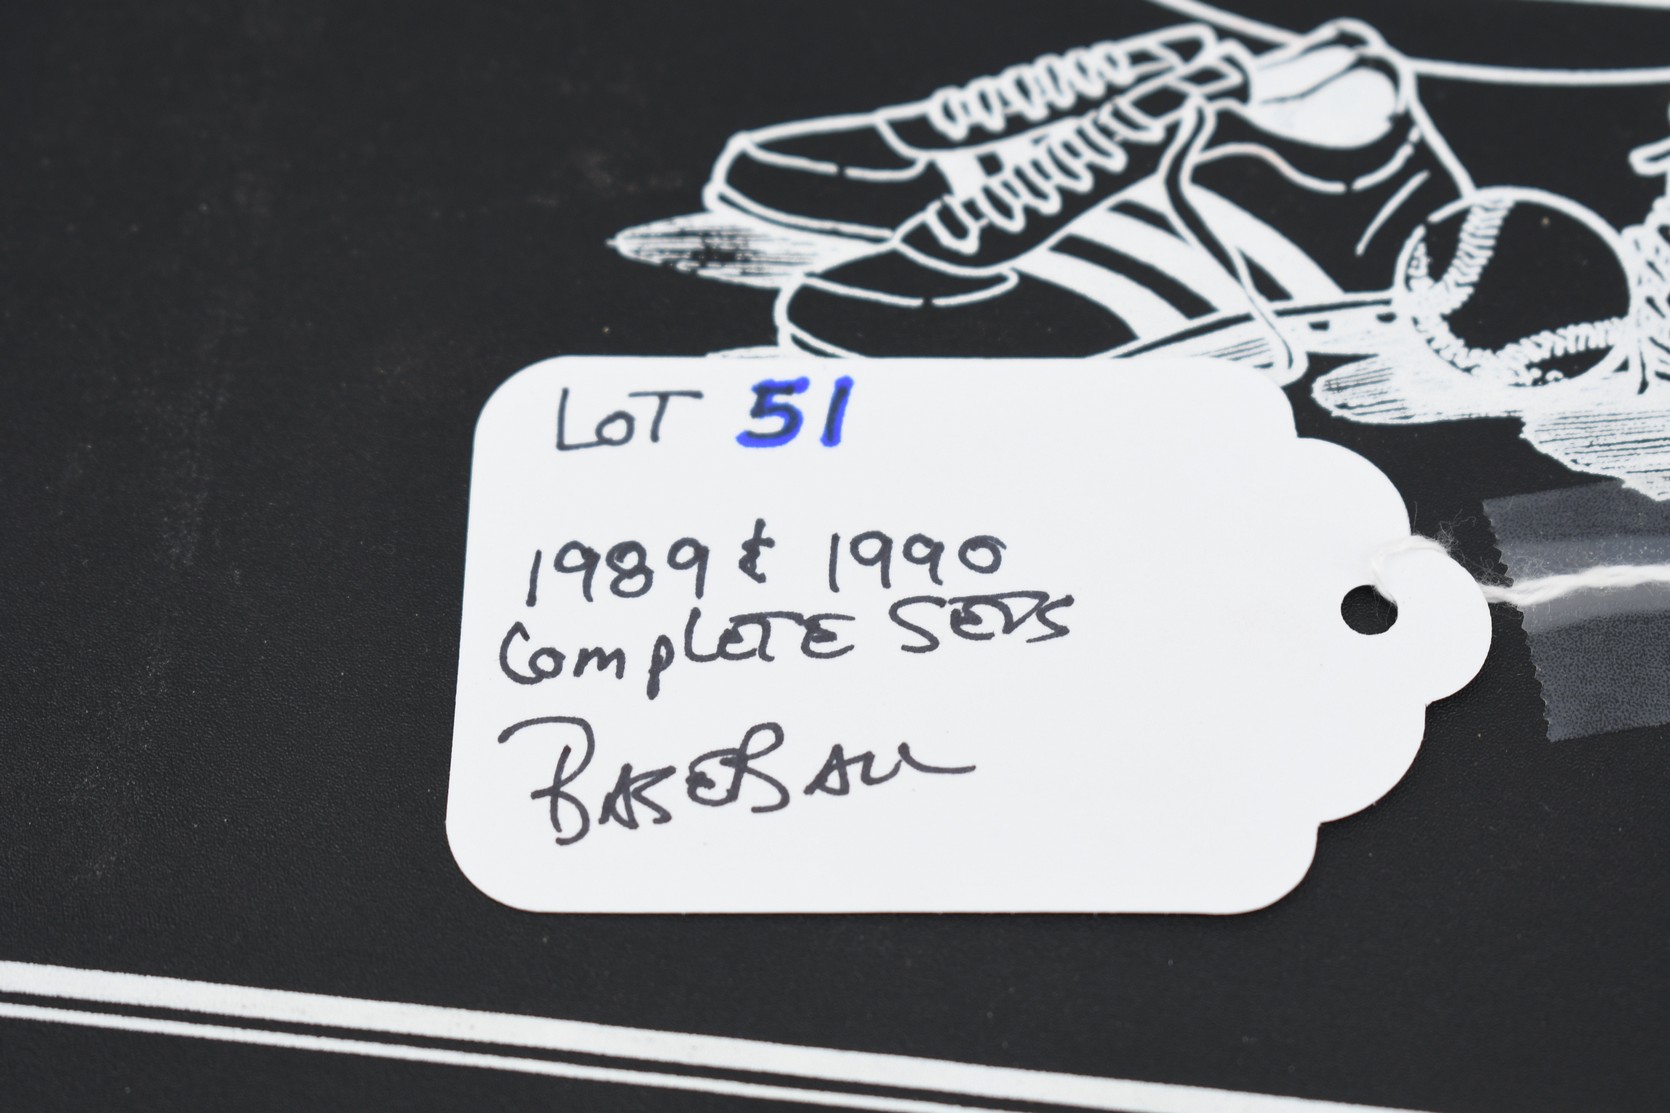 LOT 51
1989 & 1990
COMPLETE SETS
BASEBALL